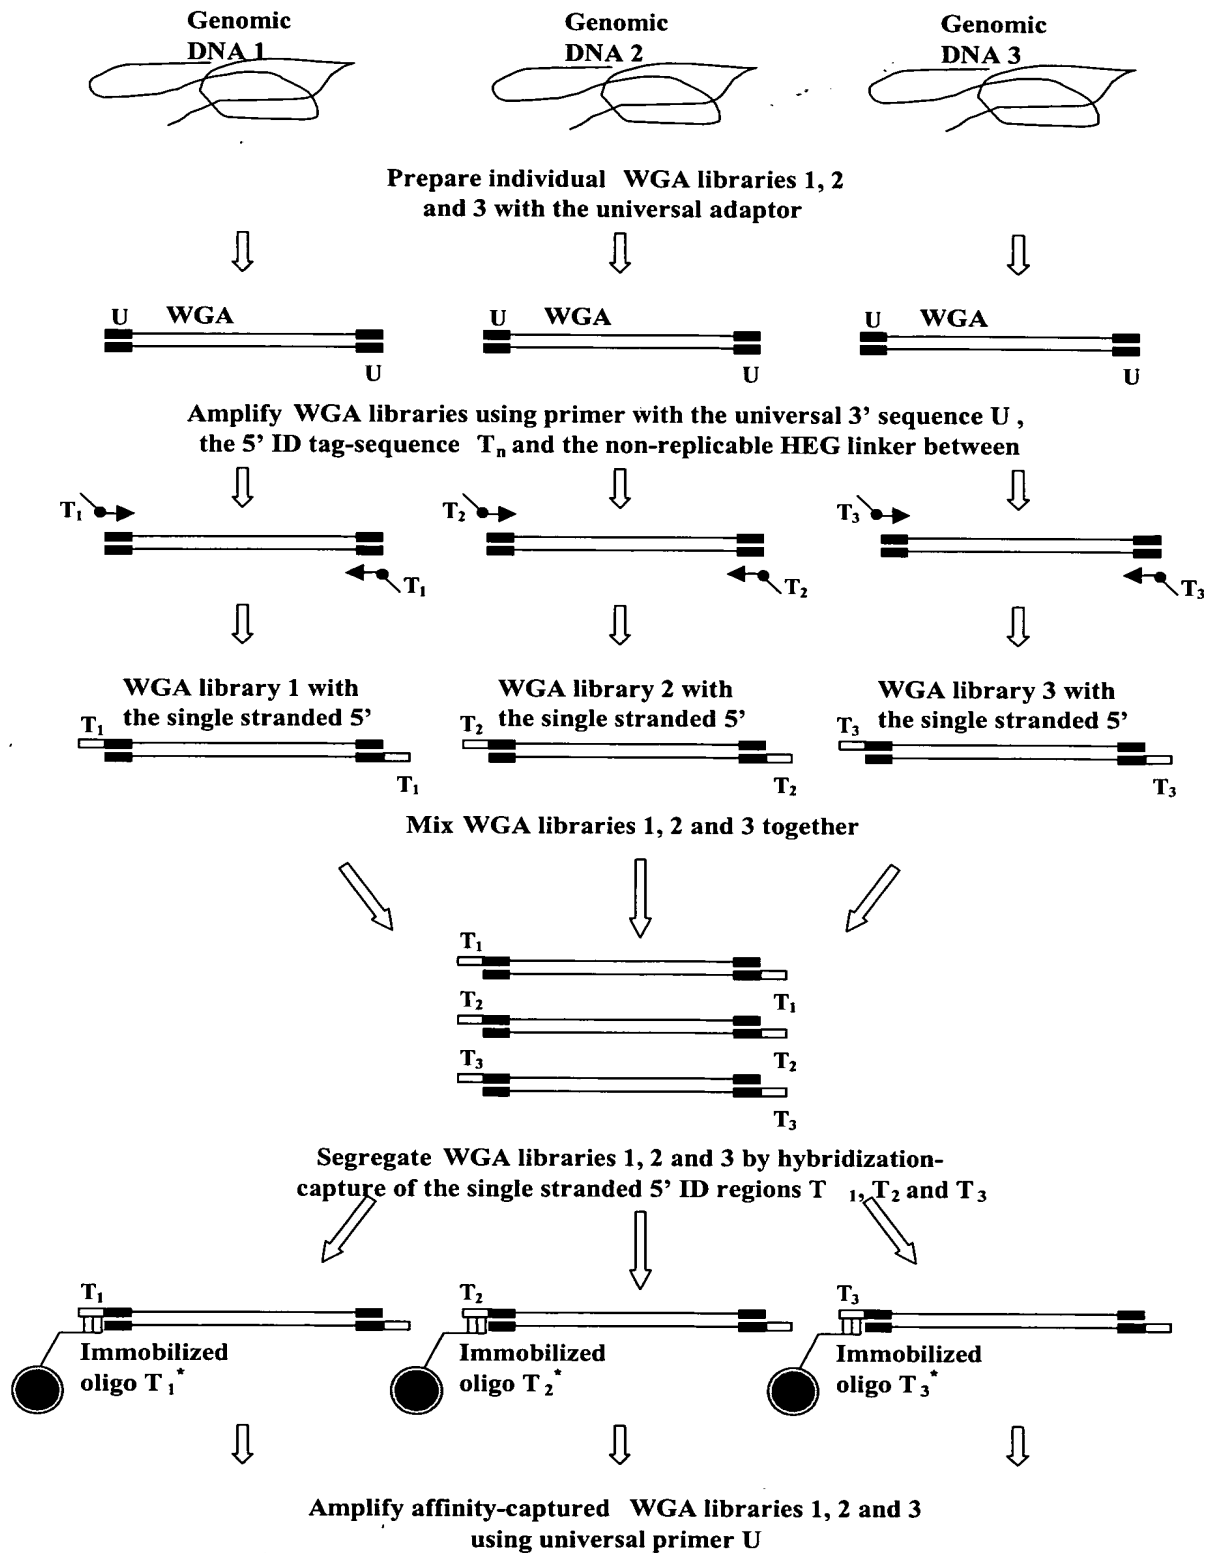 Genomic
DNA 1
Genomic
DNA 2
Genomic
DNA 3
Prepare individual WGA libraries 1, 2
and 3 with the universal adaptor
U WGA
U
U WGA
U
U WGA
U
Amplify WGA libraries using primer with the universal 3' sequence U ,
the 5' ID tag-sequence Tn and the non-replicable HEG linker between
T1
T1
T2
T2
T3
T3
WGA library 1 with
the single stranded 5'
T1
T1
WGA library 2 with
the single stranded 5'
T2
T2
WGA library 3 with
the single stranded 5'
T3
T3
Mix WGA libraries 1, 2 and 3 together
T1
T1
T2
T2
T3
T3
Segregate WGA libraries 1, 2 and 3 by hybridization-
capture of the single stranded 5' ID regions T 1, T2 and T3
T1
Immobilized
oligo T1*
T2
Immobilized
oligo T2*
T3
Immobilized
oligo T3*
Amplify affinity-captured WGA libraries 1, 2 and 3
using universal primer U